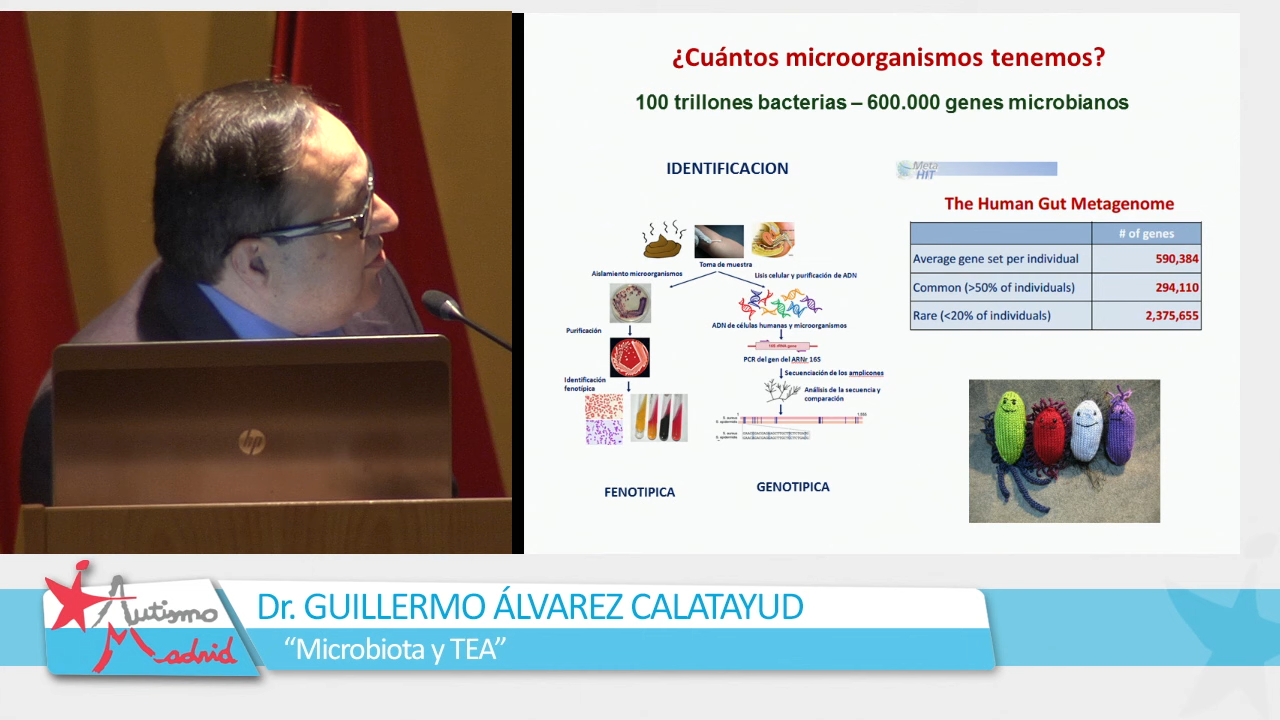 ¿Cuántos microorganismos tenemos?
100 trillones bacterias – 600.000 genes microbianos
IDENTIFICACION
Toma de muestra
Aislamiento microorganismos
Lisis celular y purificación de ADN
ADN de células humanas y microorganismos
Purificación
PCR del gen del ARNr 16S
Secuenciación de los amplicones
Identificación
fenotípica
Análisis de la secuencia y
comparación
FENOTIPICA
GENOTIPICA
Meta
HIT
The Human Gut Metagenome
# of genes
Average gene set per individual 590,384
Common (>50% of individuals) 294,110
Rare (<20% of individuals) 2,375,655
hp
Autismo
Madrid
Dr. GUILLERMO ÁLVAREZ CALATAYUD
“Microbiota y TEA”